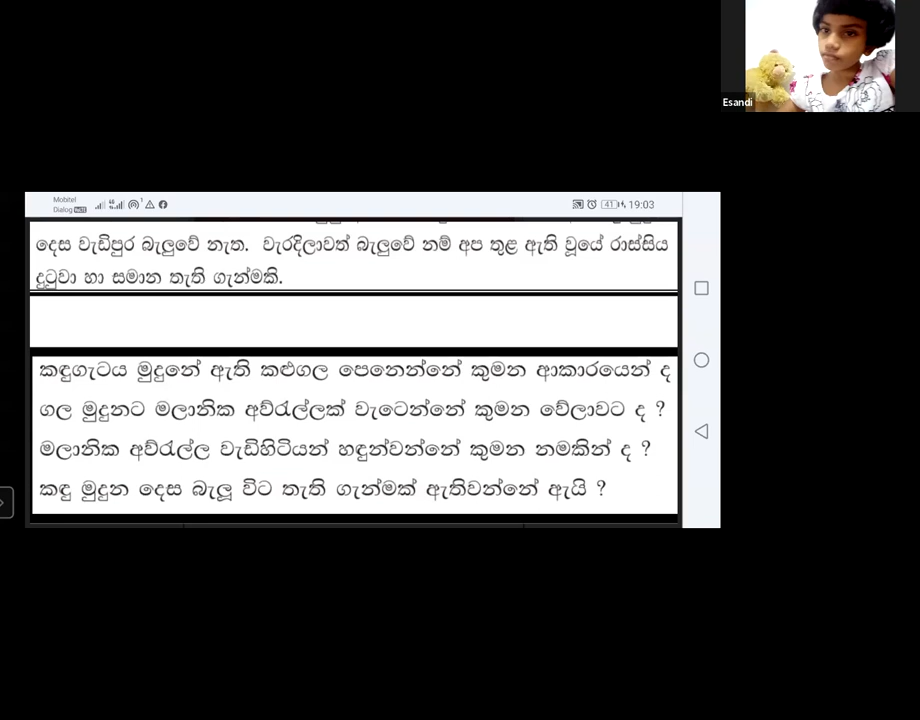 Esandi
Mobitel
Dialog VoLTE
41 19:03
දෙස වැඩිපුර බැලුවේ නැත. වැරදිලාවත් බැලුවේ නම් අප තුළ ඇති වූයේ රාස්සිය
දුටුවා හා සමාන තැති ගැන්මකි.
කඳුගැටය මුදුනේ ඇති කළුගල පෙනෙන්නේ කුමන ආකාරයෙන් ද
ගල මුදුනට මලානික අව්රැල්ලක් වැටෙන්නේ කුමන වේලාවට ද ?
මලානික අව්රැල්ල වැඩිහිටියන් හඳුන්වන්නේ කුමන නමකින් ද ?
කඳු මුදුන දෙස බැලූ විට තැති ගැන්මක් ඇතිවන්නේ ඇයි ?